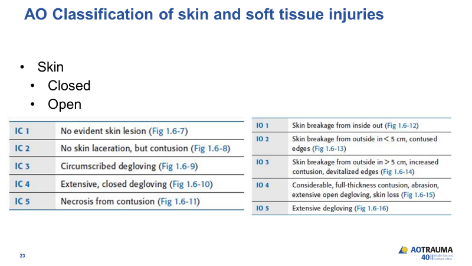 AO Classification of skin and soft tissue injuries
• Skin
• Closed
• Open
IC 1 No evident skin lesion (Fig 1.6-7)
IC 2 No skin laceration, but contusion (Fig 1.6-8)
IC 3 Circumscribed degloving (Fig 1.6-9)
IC 4 Extensive, closed degloving (Fig 1.6-10)
IC 5 Necrosis from contusion (Fig 1.6-11)
IO 1 Skin breakage from inside out (Fig 1.6-12)
IO 2 Skin breakage from outside in < 5 cm, contused
edges (Fig 1.6-13)
IO 3 Skin breakage from outside in > 5 cm, increased
contusion, devitalized edges (Fig 1.6-14)
IO 4 Considerable, full-thickness contusion, abrasion,
extensive open degloving, skin loss (Fig 1.6-15)
IO 5 Extensive degloving (Fig 1.6-16)
23
AOTRAUMA
40